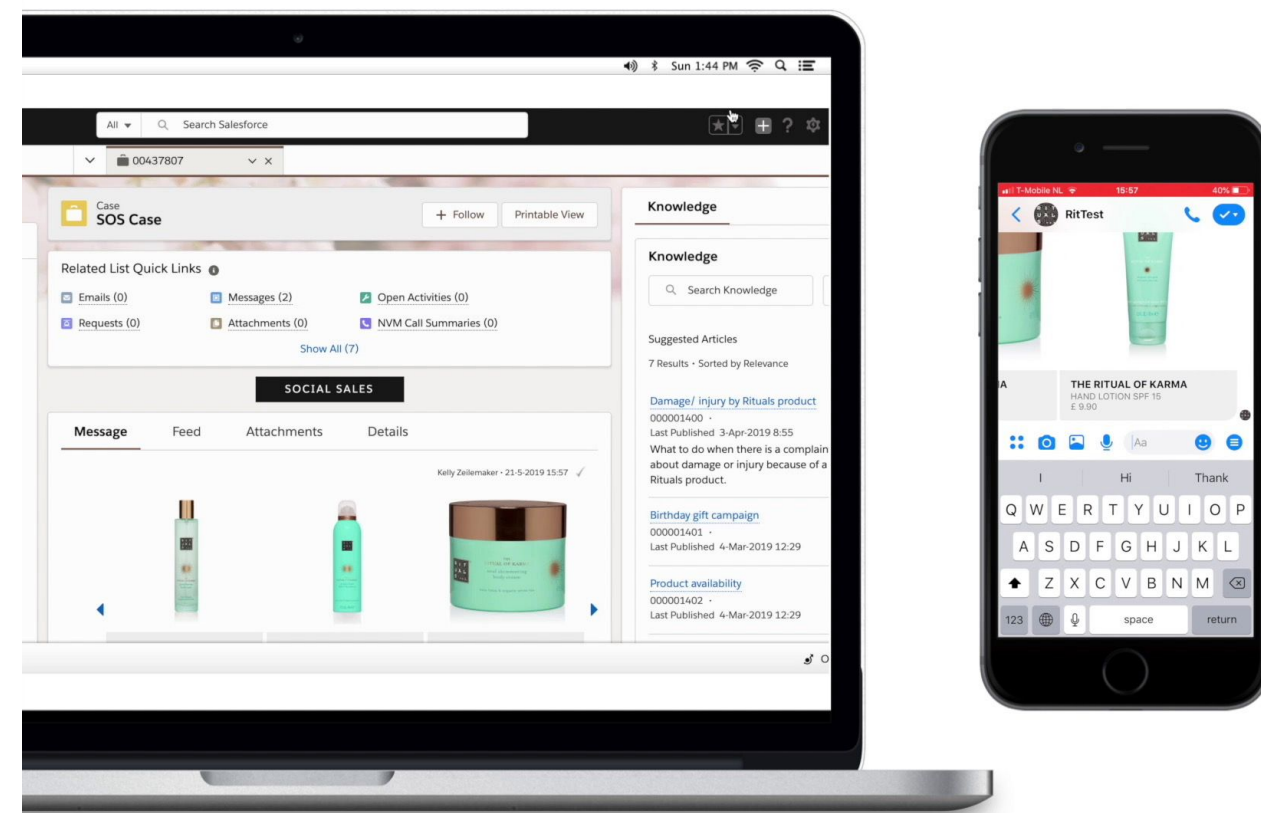 Sun 1:44 PM
All
Search Salesforce
00437807
Case
SOS Case
+ Follow
Printable View
Related List Quick Links
Emails (0)
Messages (2)
Open Activities (0)
Requests (0)
Attachments (0)
NVM Call Summaries (0)
Show All (7)
SOCIAL SALES
Message
Feed
Attachments
Details
Kelly Zeilemaker • 21-5-2019 15:57
Knowledge
Knowledge
Search Knowledge
Suggested Articles
7 Results • Sorted by Relevance
Damage/ injury by Rituals product
000001400 •
Last Published 3-Apr-2019 8:55
What to do when there is a complain
about damage or injury because of a
Rituals product.
Birthday gift campaign
000001401 •
Last Published 4-Mar-2019 12:29
Product availability
000001402 •
Last Published 4-Mar-2019 12:29
O
T-Mobile NL
15:57
40%
RitTest
IA
THE RITUAL OF KARMA
HAND LOTION SPF 15
£ 9.90
Aa
I Hi Thank
Q W E R T Y U I O P
A S D F G H J K L
Z X C V B N M
123 space return